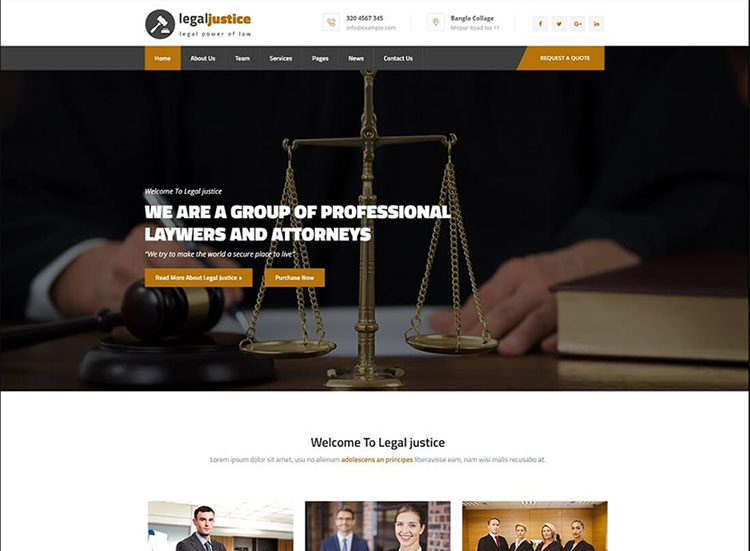 legaljustice
legal power of law
320 4567 345
info@example.com
Bangla Collage
Mirpur Road No 11
Home About Us Team Services Pages News Contact Us
REQUEST A QUOTE
Welcome To Legal justice
WE ARE A GROUP OF PROFESSIONAL
LAYWERS AND ATTORNEYS
"We try to make the world a secure place to live"
Read More About Legal Justice ›
Purchase Now
Welcome To Legal justice
Lorem ipsum dolor sit amet, usu no alienum adolescens an principes liberavisse eam, nam wisi malis recusabo at.